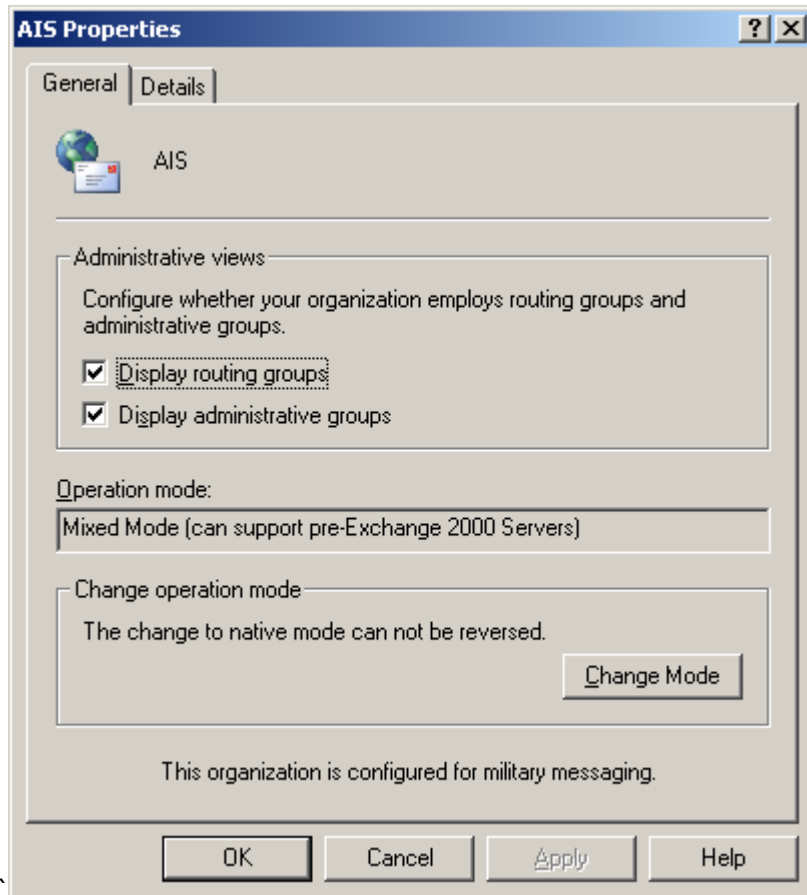 AIS Properties
General
Details
AIS
Administrative views
Configure whether your organization employs routing groups and
administrative groups.
Display routing groups
Display administrative groups
Operation mode:
Mixed Mode (can support pre-Exchange 2000 Servers)
Change operation mode
The change to native mode can not be reversed.
Change Mode
This organization is configured for military messaging.
OK
Cancel
Apply
Help